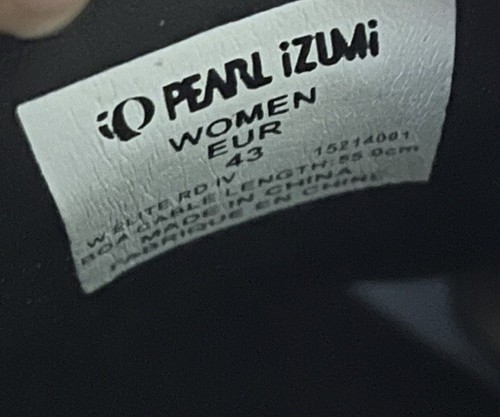 PEARL iZUMi
WOMEN
EUR
43
W ELITE RD IV 15214001
BOA CABLE LENGTH:55.0cm
MADE IN CHINA
FABRIQUE EN CHINE